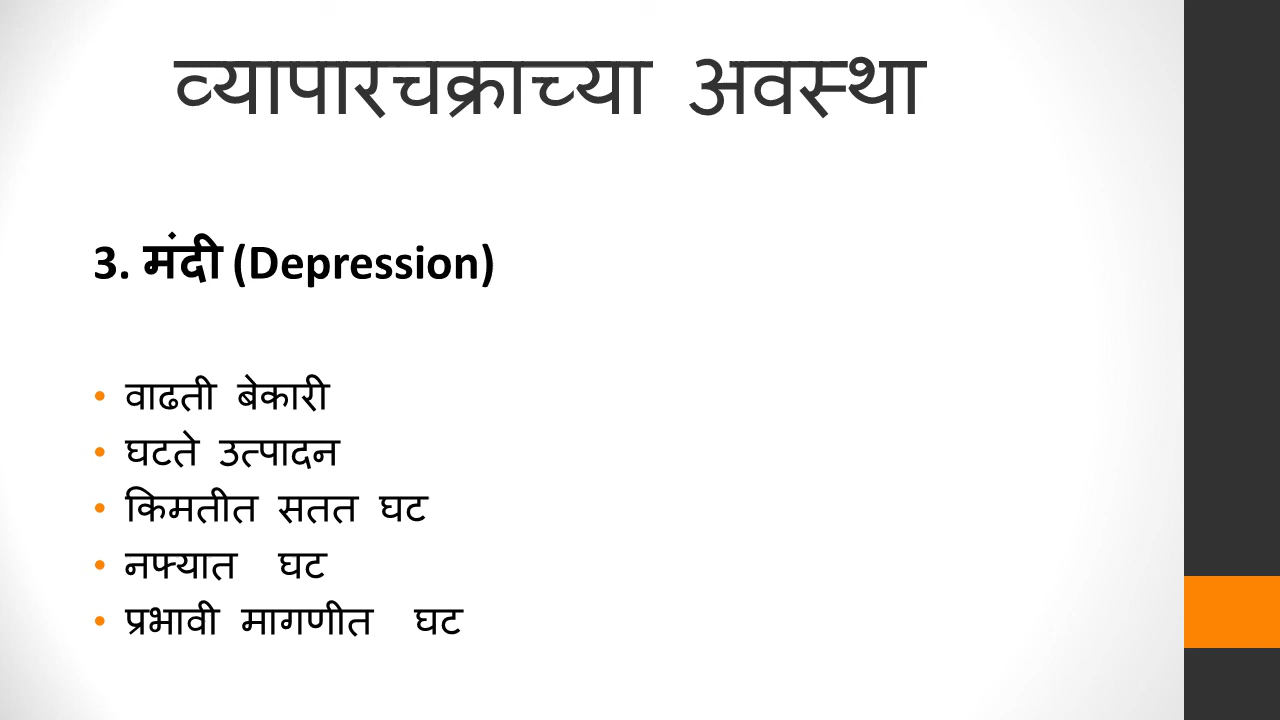 व्यापारचक्राच्या अवस्था
3. मंदी (Depression)
• वाढती बेकारी
• घटते उत्पादन
• किमतीत सतत घट
• नफ्यात घट
• प्रभावी मागणीत घट